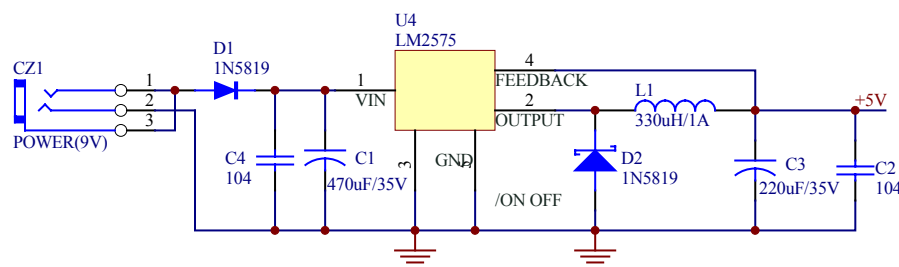 U4
LM2575
D1
1N5819
CZ1
1
2
3
POWER(9V)
1
VIN
4
FEEDBACK
2
OUTPUT
L1
330uH/1A
+5V
C4
104
C1
470uF/35V
3
GND
5
/ON OFF
D2
1N5819
C3
220uF/35V
C2
104